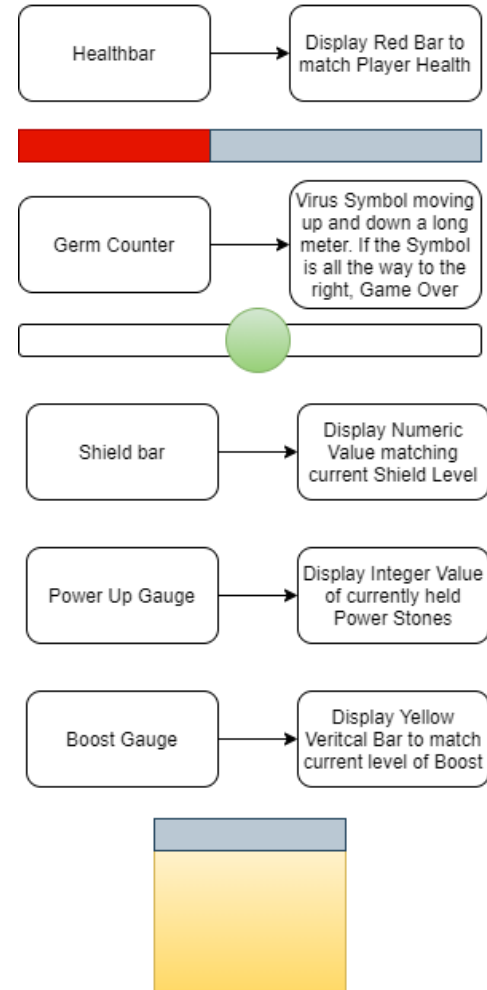 Healthbar
Display Red Bar to
match Player Health
Germ Counter
Virus Symbol moving
up and down a long
meter. If the Symbol
is all the way to the
right, Game Over
Shield bar
Display Numeric
Value matching
current Shield Level
Power Up Gauge
Display Integer Value
of currently held
Power Stones
Boost Gauge
Display Yellow
Veritcal Bar to match
current level of Boost